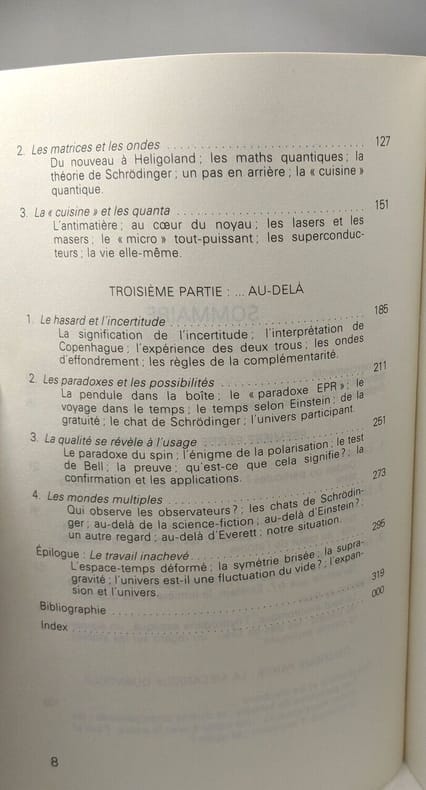 2. Les matrices et les ondes ........................ 127
Du nouveau à Heligoland ; les maths quantiques ; la
théorie de Schrödinger ; un pas en arrière ; la « cuisine »
quantique.
3. La « cuisine » et les quanta ........................ 151
L'antimatière ; au cœur du noyau ; les lasers et les
masers ; le « micro » tout-puissant ; les superconduc-
teurs ; la vie elle-même.
TROISIÈME PARTIE : ... AU-DELÀ
1. Le hasard et l'incertitude ........................ 185
La signification de l'incertitude ; l'interprétation de
Copenhague ; l'expérience des deux trous ; les ondes
d'effondrement ; les règles de la complémentarité.
2. Les paradoxes et les possibilités ........................ 211
La pendule dans la boîte ; le « paradoxe EPR » ; le
voyage dans le temps ; le temps selon Einstein ; de la
gratuité ; le chat de Schrödinger ; l'univers participant.
3. La qualité se révèle à l'usage ........................ 251
Le paradoxe du spin ; l'énigme de la polarisation ; le test
de Bell ; la preuve ; qu'est-ce que cela signifie ? ; la
confirmation et les applications.
4. Les mondes multiples ........................ 273
Qui observe les observateurs ? ; les chats de Schrödin-
ger ; au-delà de la science-fiction ; au-delà d'Einstein ? ;
un autre regard ; au-delà d'Everett ; notre situation.
Épilogue : Le travail inachevé ........................ 295
L'espace-temps déformé ; la symétrie brisée ; la supra-
gravité ; l'univers est-il une fluctuation du vide ? ; l'expan-
sion et l'univers.
Bibliographie ........................ 319
Index ........................ 000
8